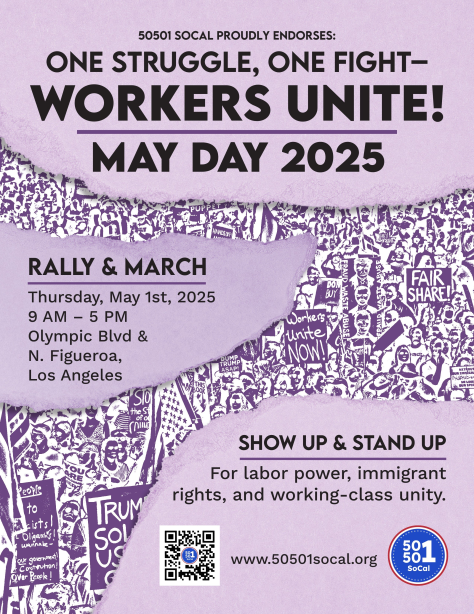 50501 SOCAL PROUDLY ENDORSES:
ONE STRUGGLE, ONE FIGHT—
WORKERS UNITE!
MAY DAY 2025
RALLY & MARCH
Thursday, May 1st, 2025
9 AM – 5 PM
Olympic Blvd &
N. Figueroa,
Los Angeles
FAIR
SHARE!
Workers
Unite
NOW!
SHOW UP & STAND UP
For labor power, immigrant
rights, and working-class unity.
www.50501socal.org
50
501
SoCal